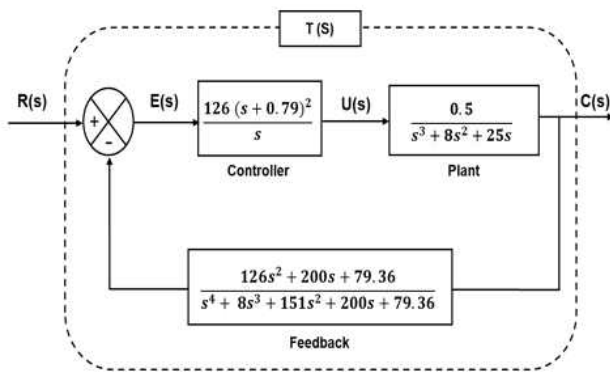 T (S)
R(s)
E(s)
U(s)
C(s)
+
-
126 (s + 0.79)²
s
0.5
s³ + 8s² + 25s
Controller
Plant
126s² + 200s + 79.36
s⁴ + 8s³ + 151s² + 200s + 79.36
Feedback